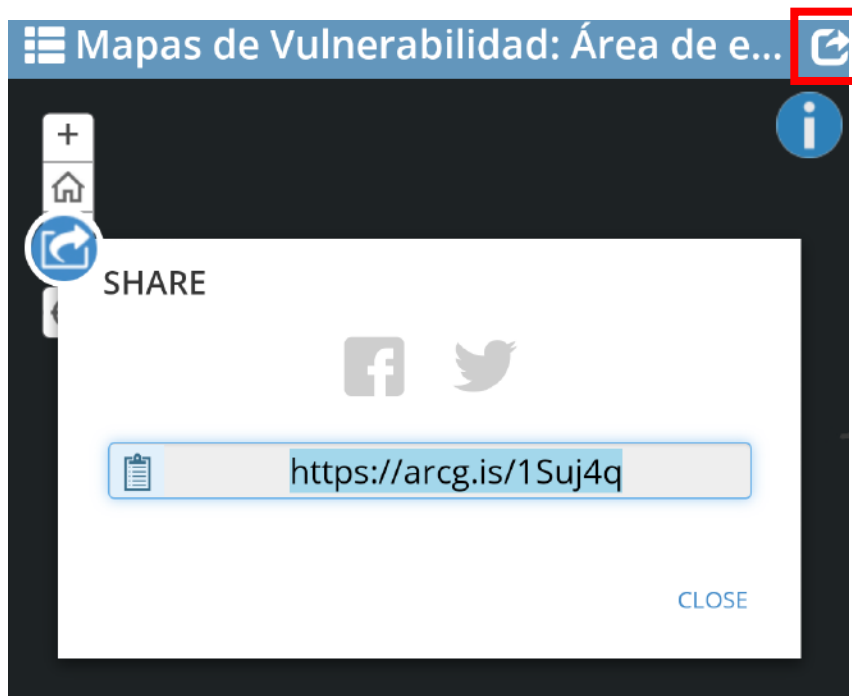 Mapas de Vulnerabilidad: Área de e...
SHARE
https://arcg.is/1Suj4q
CLOSE